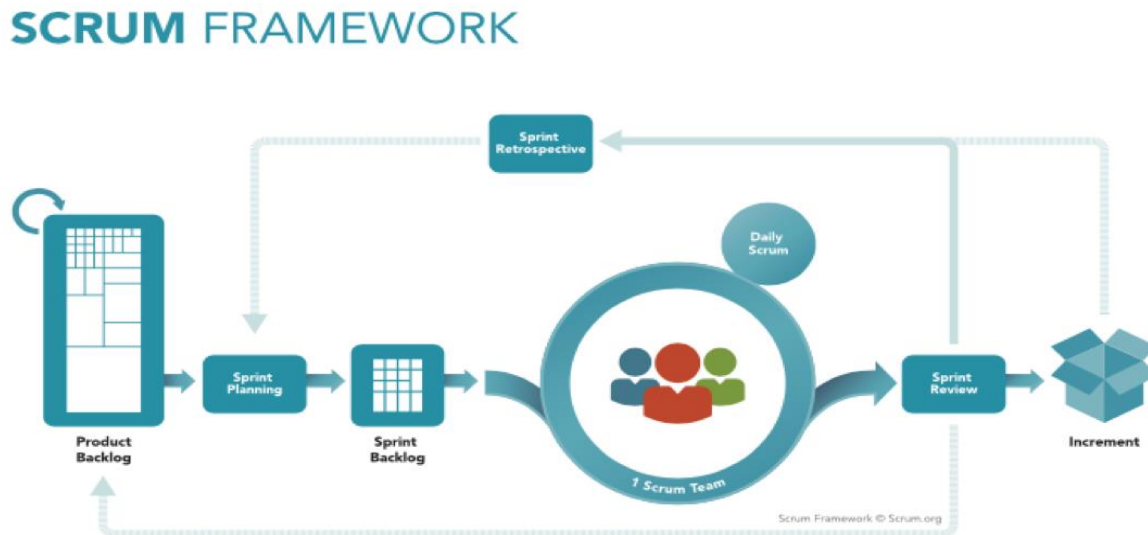 SCRUM FRAMEWORK
Sprint
Retrospective
Daily
Scrum
Sprint
Planning
Sprint
Review
Product
Backlog
Sprint
Backlog
1 Scrum Team
Increment
Scrum Framework © Scrum.org